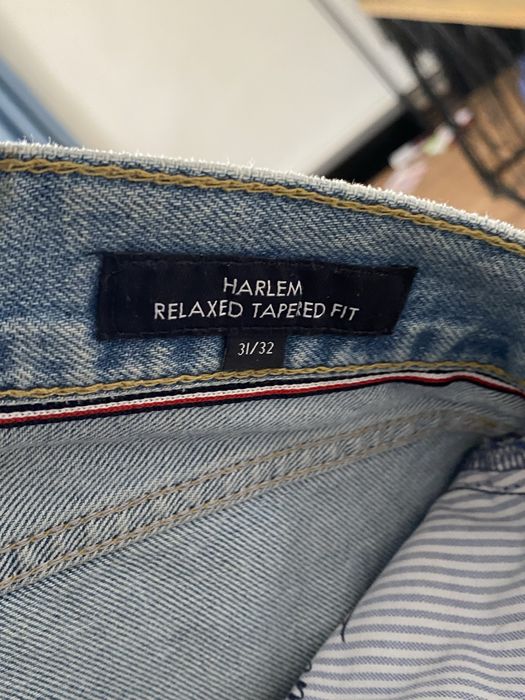 HARLEM
RELAXED TAPERED FIT
31/32